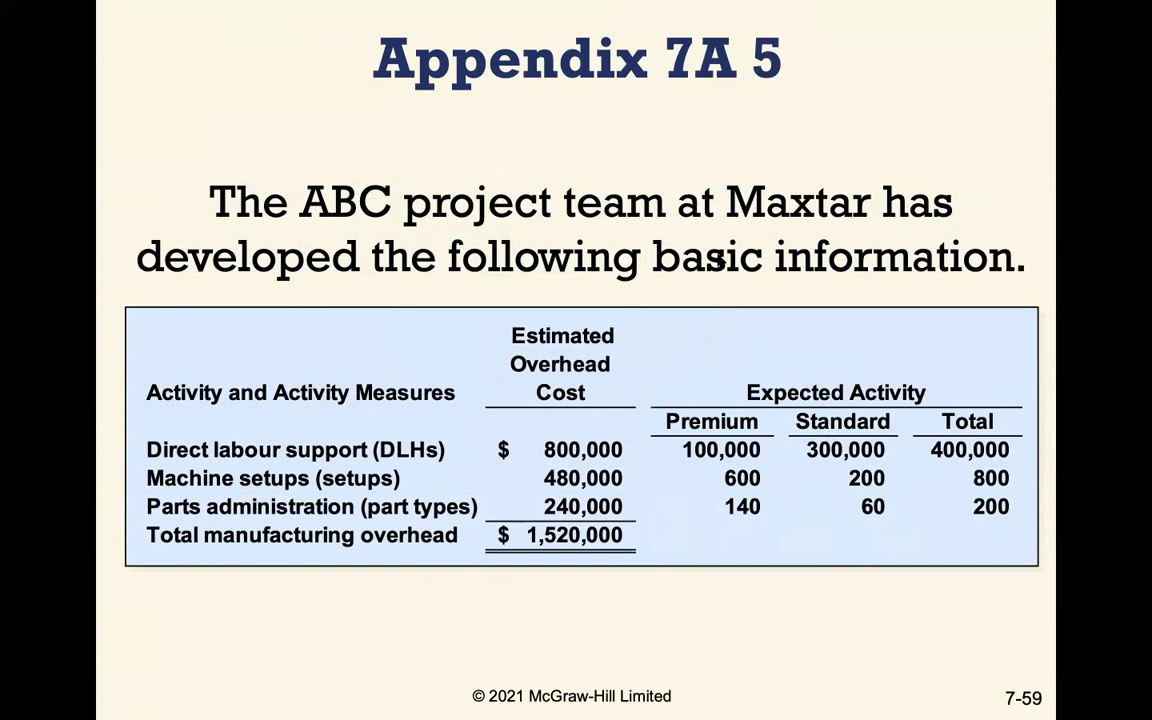 Appendix 7A 5
The ABC project team at Maxtar has
developed the following basic information.
Estimated
Overhead
Activity and Activity Measures Cost Expected Activity
Premium Standard Total
Direct labour support (DLHs) $ 800,000 100,000 300,000 400,000
Machine setups (setups) 480,000 600 200 800
Parts administration (part types) 240,000 140 60 200
Total manufacturing overhead $ 1,520,000
© 2021 McGraw-Hill Limited 7-59